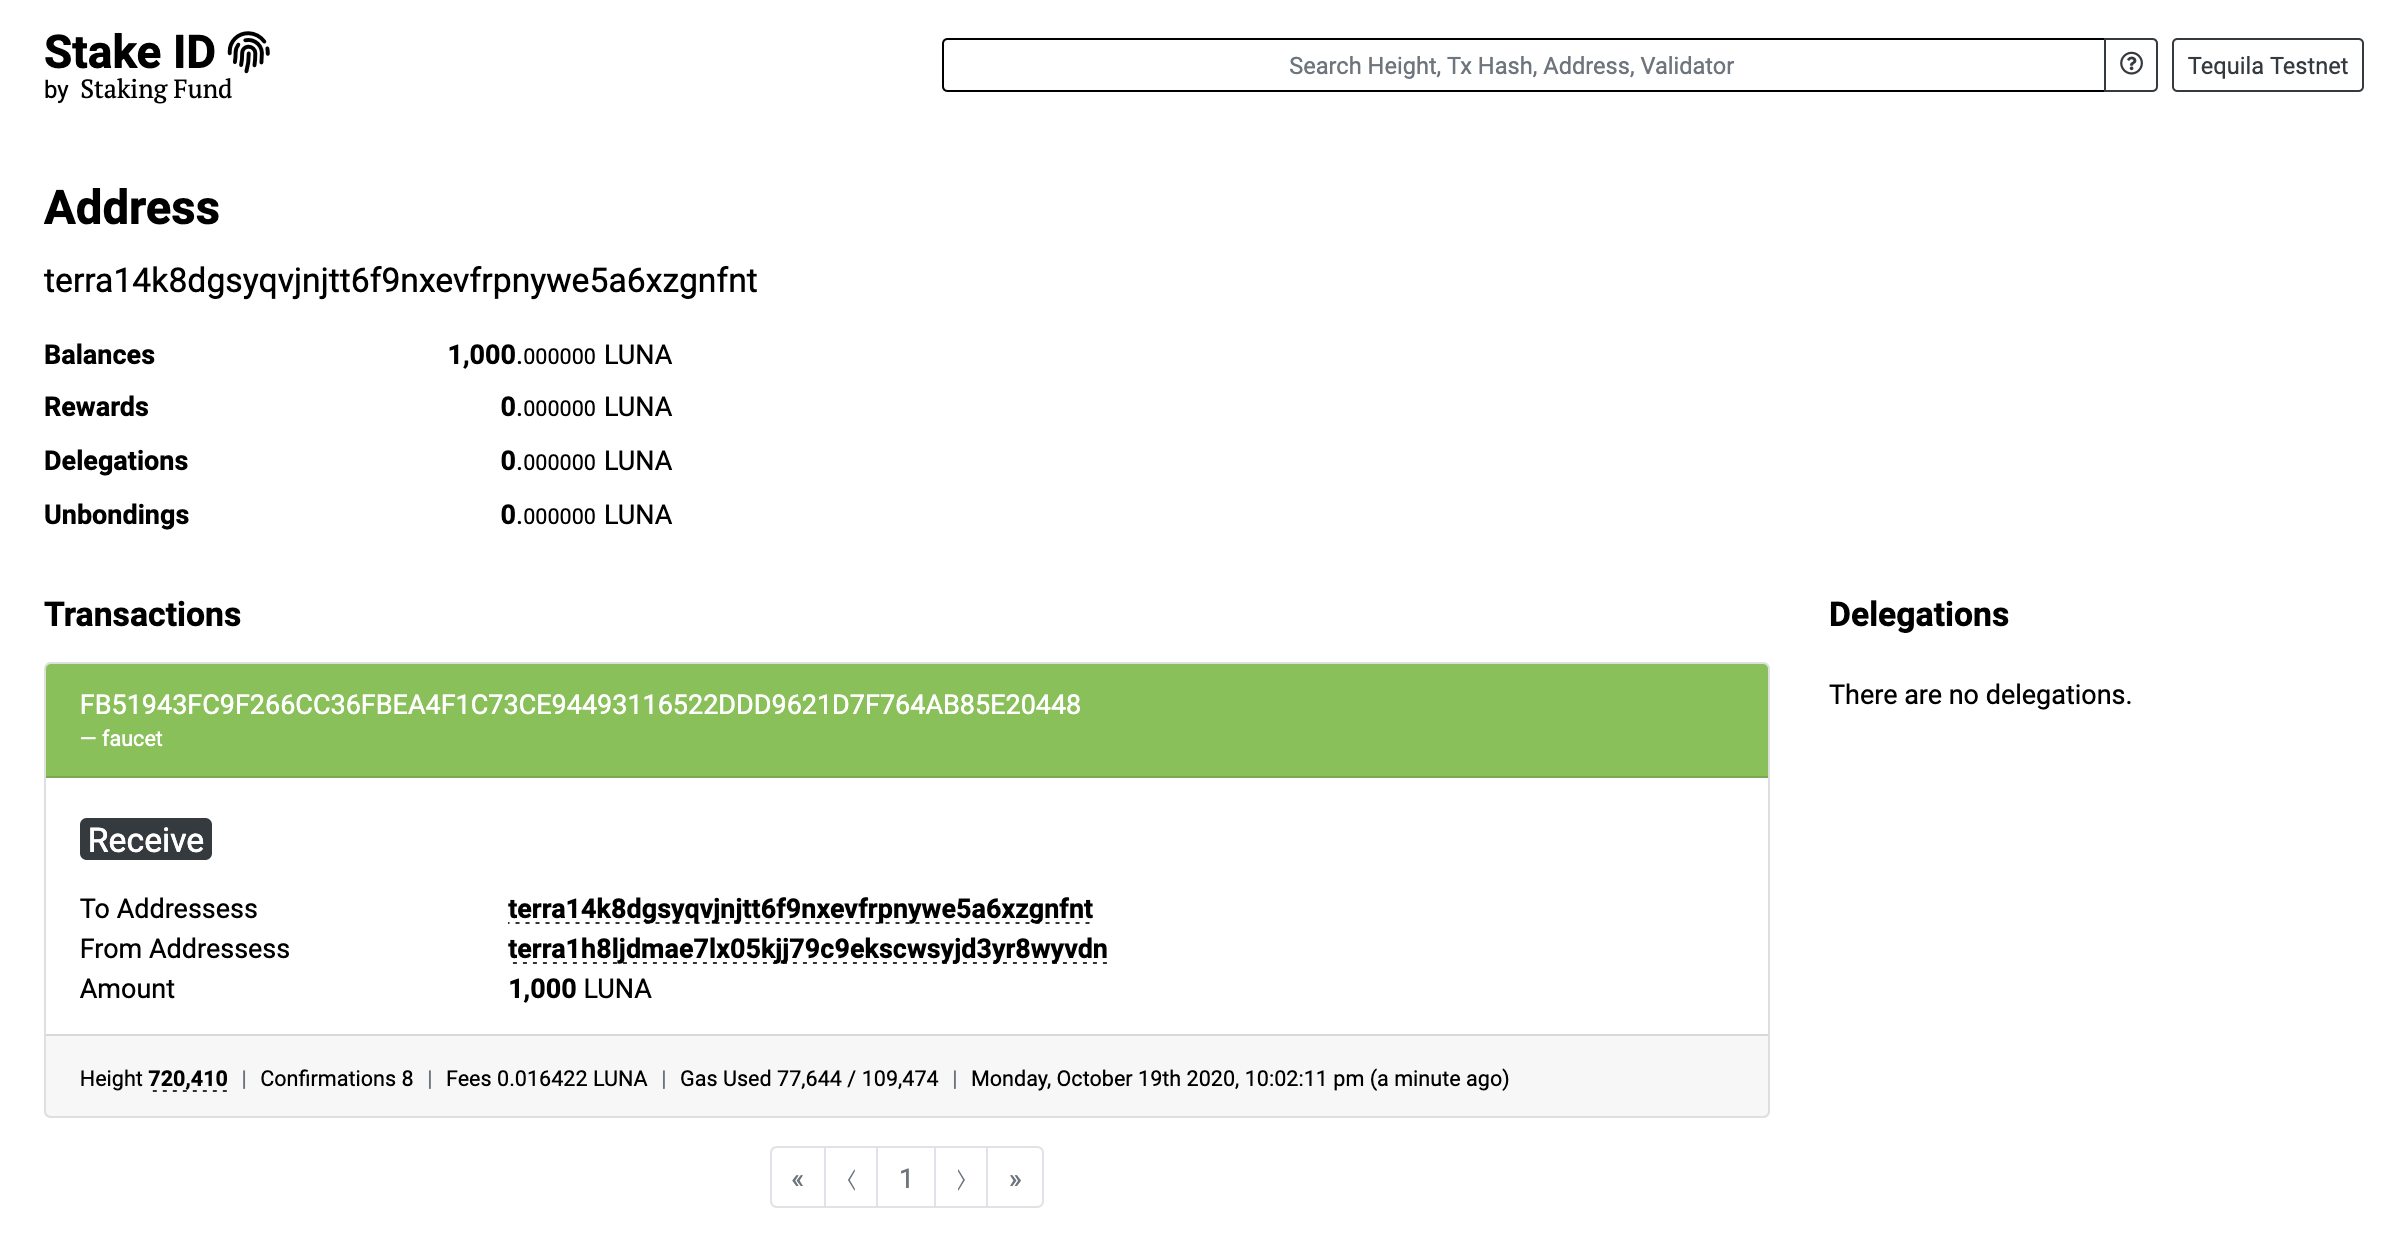 Stake ID
by Staking Fund
Search Height, Tx Hash, Address, Validator
Tequila Testnet
Address
terra14k8dgsyqvjnjtt6f9nxevfrpnywe5a6xzgnfnt
Balances 1,000.000000 LUNA
Rewards 0.000000 LUNA
Delegations 0.000000 LUNA
Unbondings 0.000000 LUNA
Transactions
FB51943FC9F266CC36FBEA4F1C73CE94493116522DDD9621D7F764AB85E20448
— faucet
Receive
To Addressess terra14k8dgsyqvjnjtt6f9nxevfrpnywe5a6xzgnfnt
From Addressess terra1h8ljdmae7lx05kjj79c9ekscwsyjd3yr8wyvdn
Amount 1,000 LUNA
Height 720,410 | Confirmations 8 | Fees 0.016422 LUNA | Gas Used 77,644 / 109,474 | Monday, October 19th 2020, 10:02:11 pm (a minute ago)
« 〈 1 〉 »
Delegations
There are no delegations.